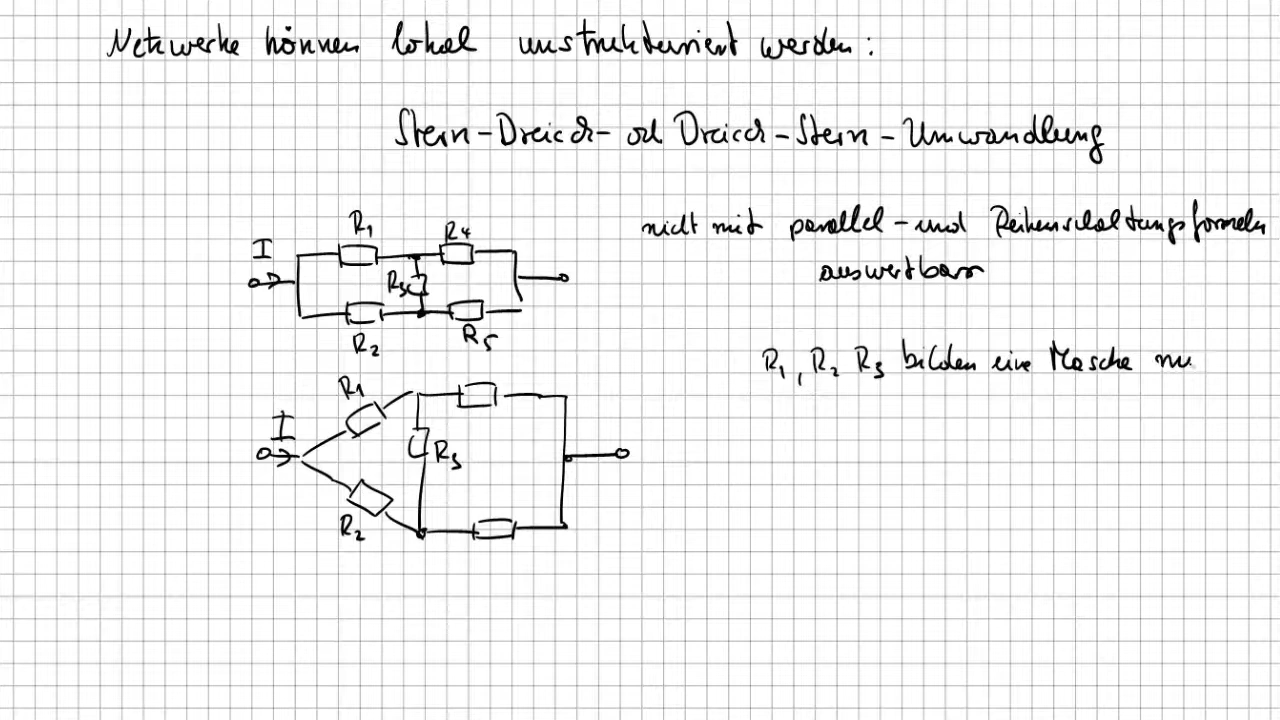 Netzwerke können lokal umstrukturiert werden:
Stern-Dreieck- od Dreieck-Stern-Umwandlung
nicht mit parallel- und Reihenschaltungsformeln
auswertbar
R1
I
R4
R3
R2
R5
R1, R2 R3 bilden eine Masche
R1
I
R3
R2